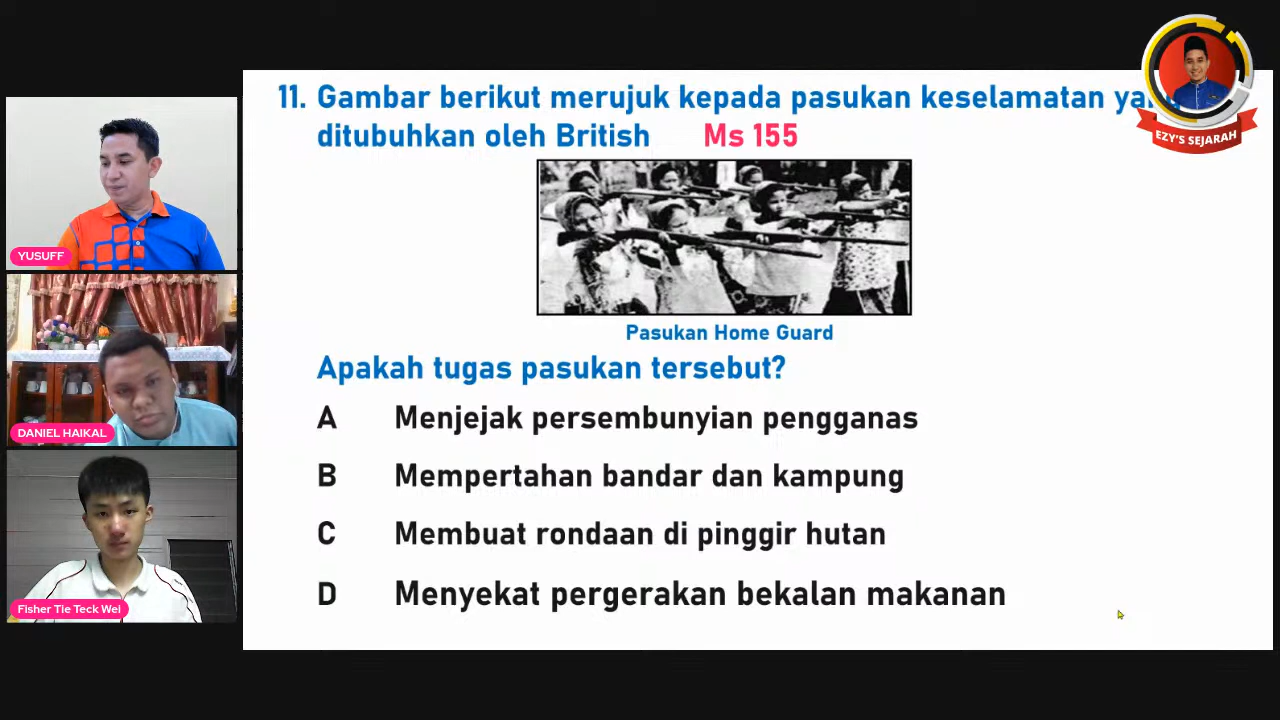 11. Gambar berikut merujuk kepada pasukan keselamatan yang
ditubuhkan oleh British Ms 155
Pasukan Home Guard
Apakah tugas pasukan tersebut?
A Menjejak persembunyian pengganas
B Mempertahan bandar dan kampung
C Membuat rondaan di pinggir hutan
D Menyekat pergerakan bekalan makanan
EZY'S SEJARAH
YUSUFF
DANIEL HAIKAL
Fisher Tie Teck Wei